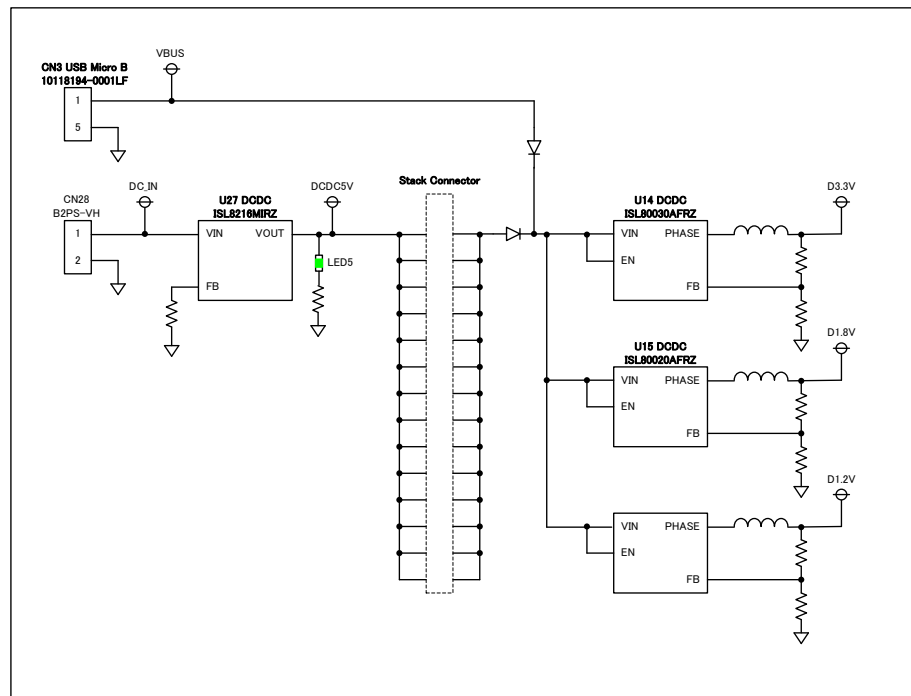 VBUS
CN3 USB Micro B
10118194-0001LF
1
5
Stack Connector
DC_IN
U27 DCDC
ISL8216MIRZ
DCDC5V
U14 DCDC
ISL80030AFRZ
D3.3V
CN28
B2PS-VH
1
2
VIN
VOUT
FB
LED5
VIN
PHASE
EN
FB
U15 DCDC
ISL80020AFRZ
D1.8V
VIN
PHASE
EN
FB
D1.2V
VIN
PHASE
EN
FB